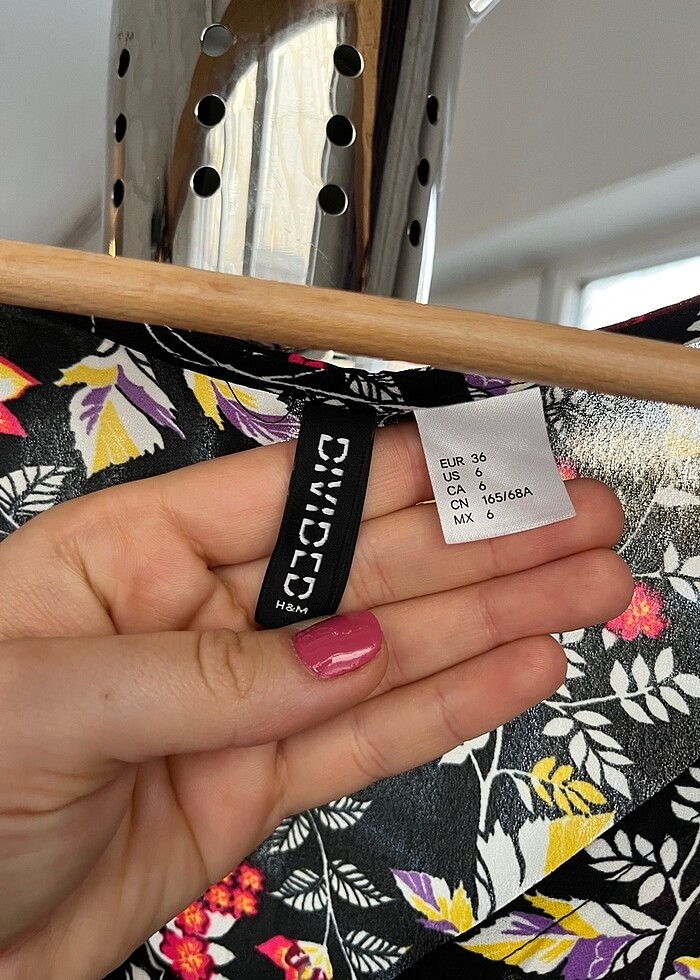 DIVIDED
H&M
EUR 36
US 6
CA 6
CN 165/68A
MX 6